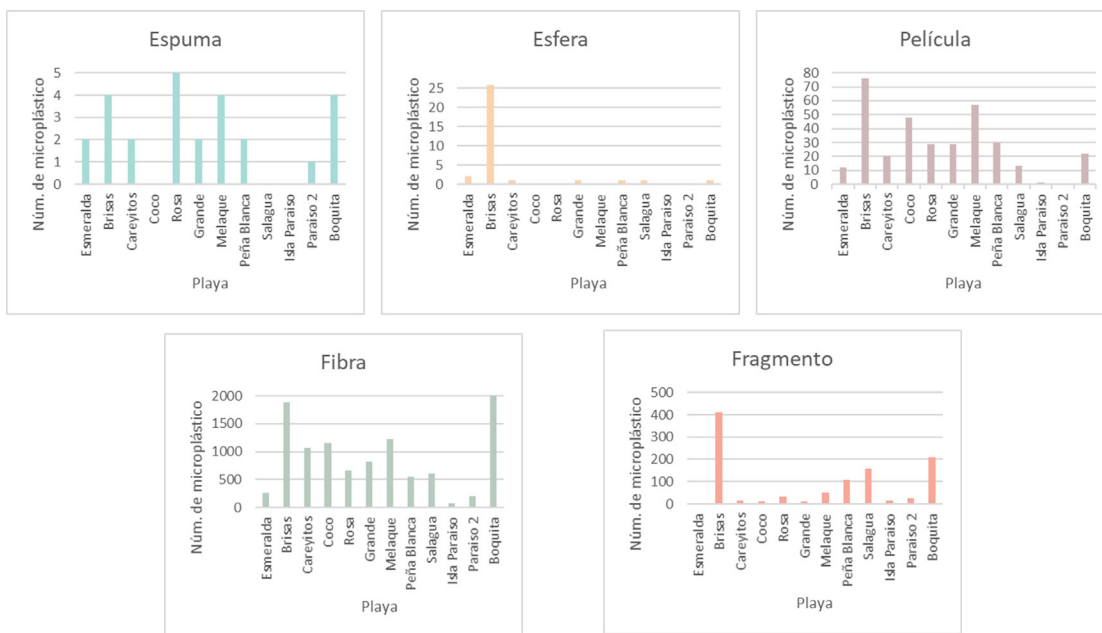 Espuma
Núm. de microplástico
5
4
3
2
1
0
Esmeralda
Brisas
Careyitos
Coco
Rosa
Grande
Melaque
Peña Blanca
Salagua
Isla Paraiso
Paraiso 2
Boquita
Playa
Esfera
Núm. de microplástico
25
20
15
10
5
0
Esmeralda
Brisas
Careyitos
Coco
Rosa
Grande
Melaque
Peña Blanca
Salagua
Isla Paraiso
Paraiso 2
Boquita
Playa
Película
Núm. de microplástico
80
70
60
50
40
30
20
10
0
Esmeralda
Brisas
Careyitos
Coco
Rosa
Grande
Melaque
Peña Blanca
Salagua
Isla Paraiso
Paraiso 2
Boquita
Playa
Fibra
Núm. de microplástico
2000
1500
1000
500
0
Esmeralda
Brisas
Careyitos
Coco
Rosa
Grande
Melaque
Peña Blanca
Salagua
Isla Paraiso
Paraiso 2
Boquita
Playa
Fragmento
Núm. de microplástico
500
400
300
200
100
0
Esmeralda
Brisas
Careyitos
Coco
Rosa
Grande
Melaque
Peña Blanca
Salagua
Isla Paraiso
Paraiso 2
Boquita
Playa